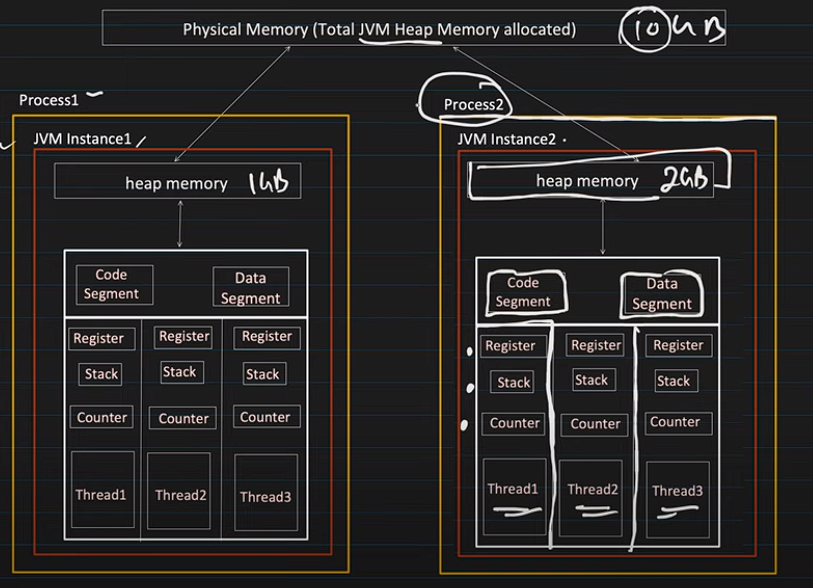 Physical Memory (Total JVM Heap Memory allocated) 10GB
Process1
Process2
JVM Instance1
JVM Instance2
heap memory 1GB
heap memory 2GB
Code
Segment
Data
Segment
Code
Segment
Data
Segment
Register Register Register
Stack Stack Stack
Counter Counter Counter
Thread1 Thread2 Thread3
Register Register Register
Stack Stack Stack
Counter Counter Counter
Thread1 Thread2 Thread3